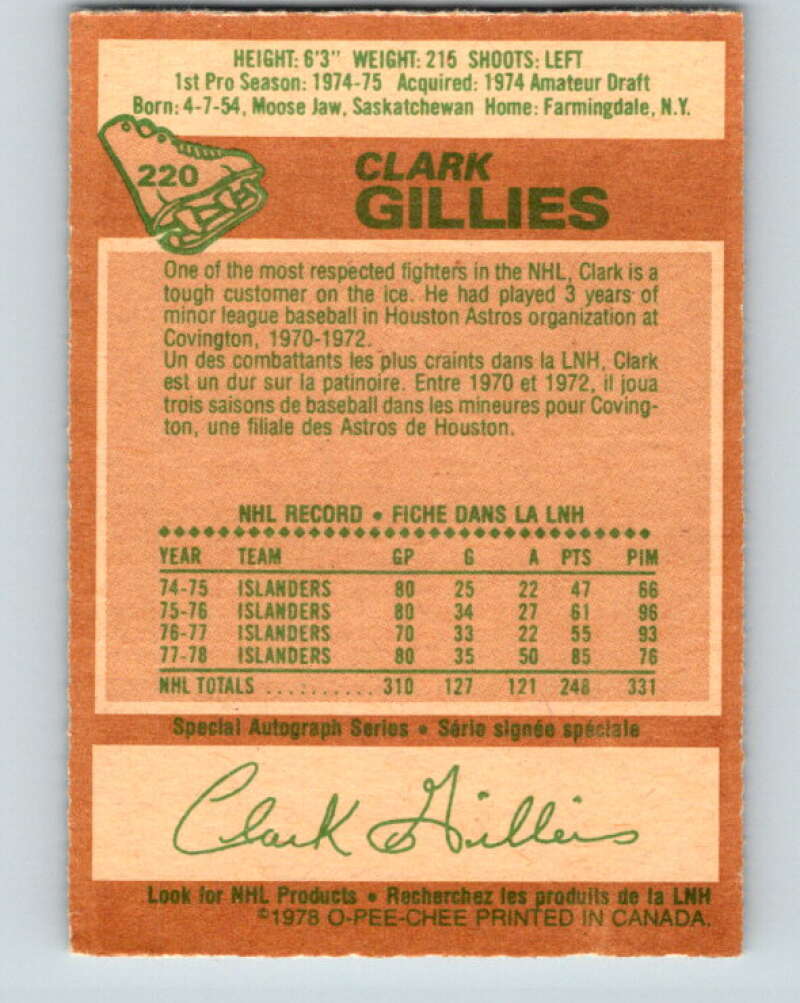 HEIGHT: 6'3" WEIGHT: 215 SHOOTS: LEFT
1st Pro Season: 1974-75 Acquired: 1974 Amateur Draft
Born: 4-7-54, Moose Jaw, Saskatchewan Home: Farmingdale, N.Y.
220
CLARK
GILLIES
One of the most respected fighters in the NHL, Clark is a
tough customer on the ice. He had played 3 years of
minor league baseball in Houston Astros organization at
Covington, 1970-1972.
Un des combattants les plus craints dans la LNH, Clark
est un dur sur la patinoire. Entre 1970 et 1972, il joua
trois saisons de baseball dans les mineures pour Coving-
ton, une filiale des Astros de Houston.
NHL RECORD • FICHE DANS LA LNH
YEAR TEAM GP G A PTS PIM
74-75 ISLANDERS 80 25 22 47 66
75-76 ISLANDERS 80 34 27 61 96
76-77 ISLANDERS 70 33 22 55 93
77-78 ISLANDERS 80 35 50 85 76
NHL TOTALS ............ 310 127 121 248 331
Special Autograph Series • Série signée spéciale
Clark Gillies
Look for NHL Products • Recherchez les produits de la LNH
©1978 O-PEE-CHEE PRINTED IN CANADA.